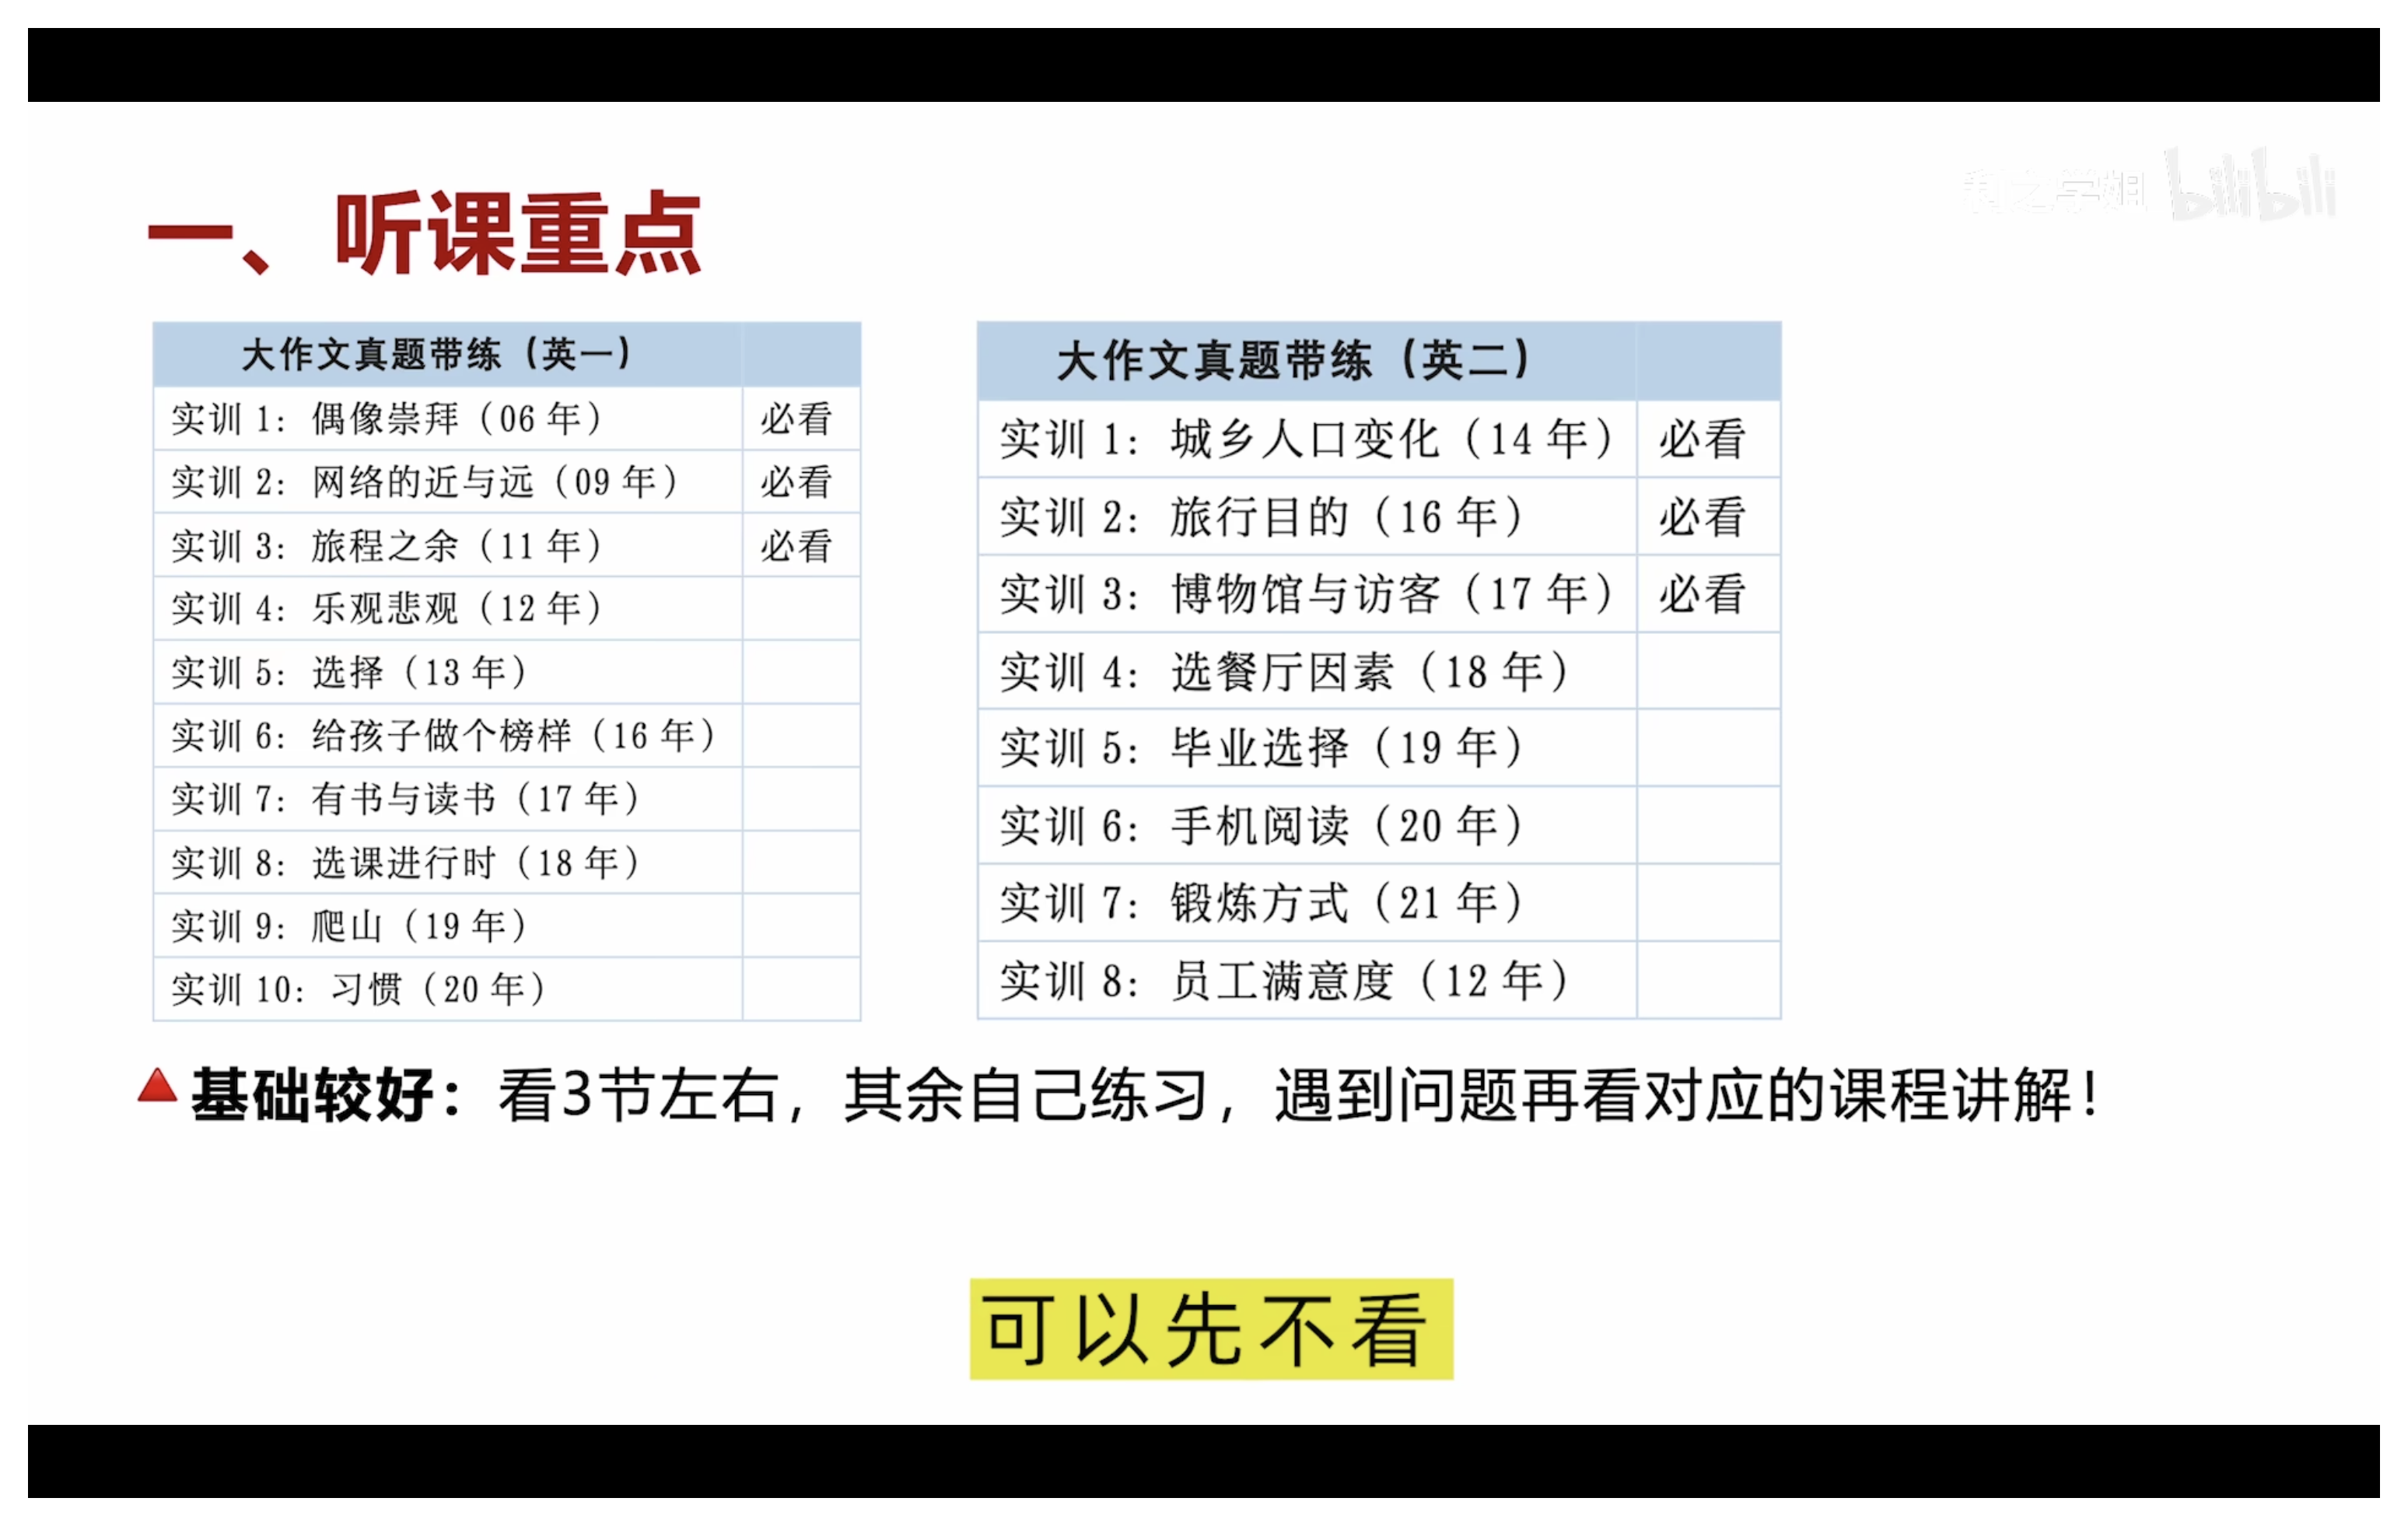 一、听课重点
bilibili
大作文真题带练（英一）
实训 1：偶像崇拜（06 年） 必看
实训 2：网络的近与远（09 年） 必看
实训 3：旅程之余（11 年） 必看
实训 4：乐观悲观（12 年）
实训 5：选择（13 年）
实训 6：给孩子做个榜样（16 年）
实训 7：有书与读书（17 年）
实训 8：选课进行时（18 年）
实训 9：爬山（19 年）
实训 10：习惯（20 年）
大作文真题带练（英二）
实训 1：城乡人口变化（14 年） 必看
实训 2：旅行目的（16 年） 必看
实训 3：博物馆与访客（17 年） 必看
实训 4：选餐厅因素（18 年）
实训 5：毕业选择（19 年）
实训 6：手机阅读（20 年）
实训 7：锻炼方式（21 年）
实训 8：员工满意度（12 年）
基础较好：看3节左右，其余自己练习，遇到问题再看对应的课程讲解！
可以先不看